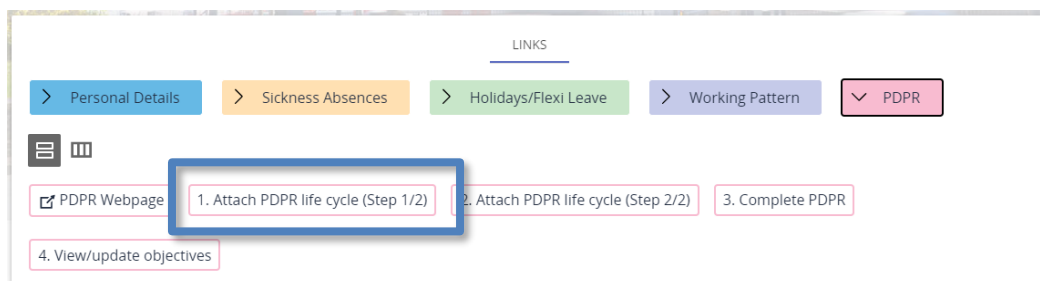 LINKS
Personal Details Sickness Absences Holidays/Flexi Leave Working Pattern PDPR
PDPR Webpage 1. Attach PDPR life cycle (Step 1/2) 2. Attach PDPR life cycle (Step 2/2) 3. Complete PDPR
4. View/update objectives